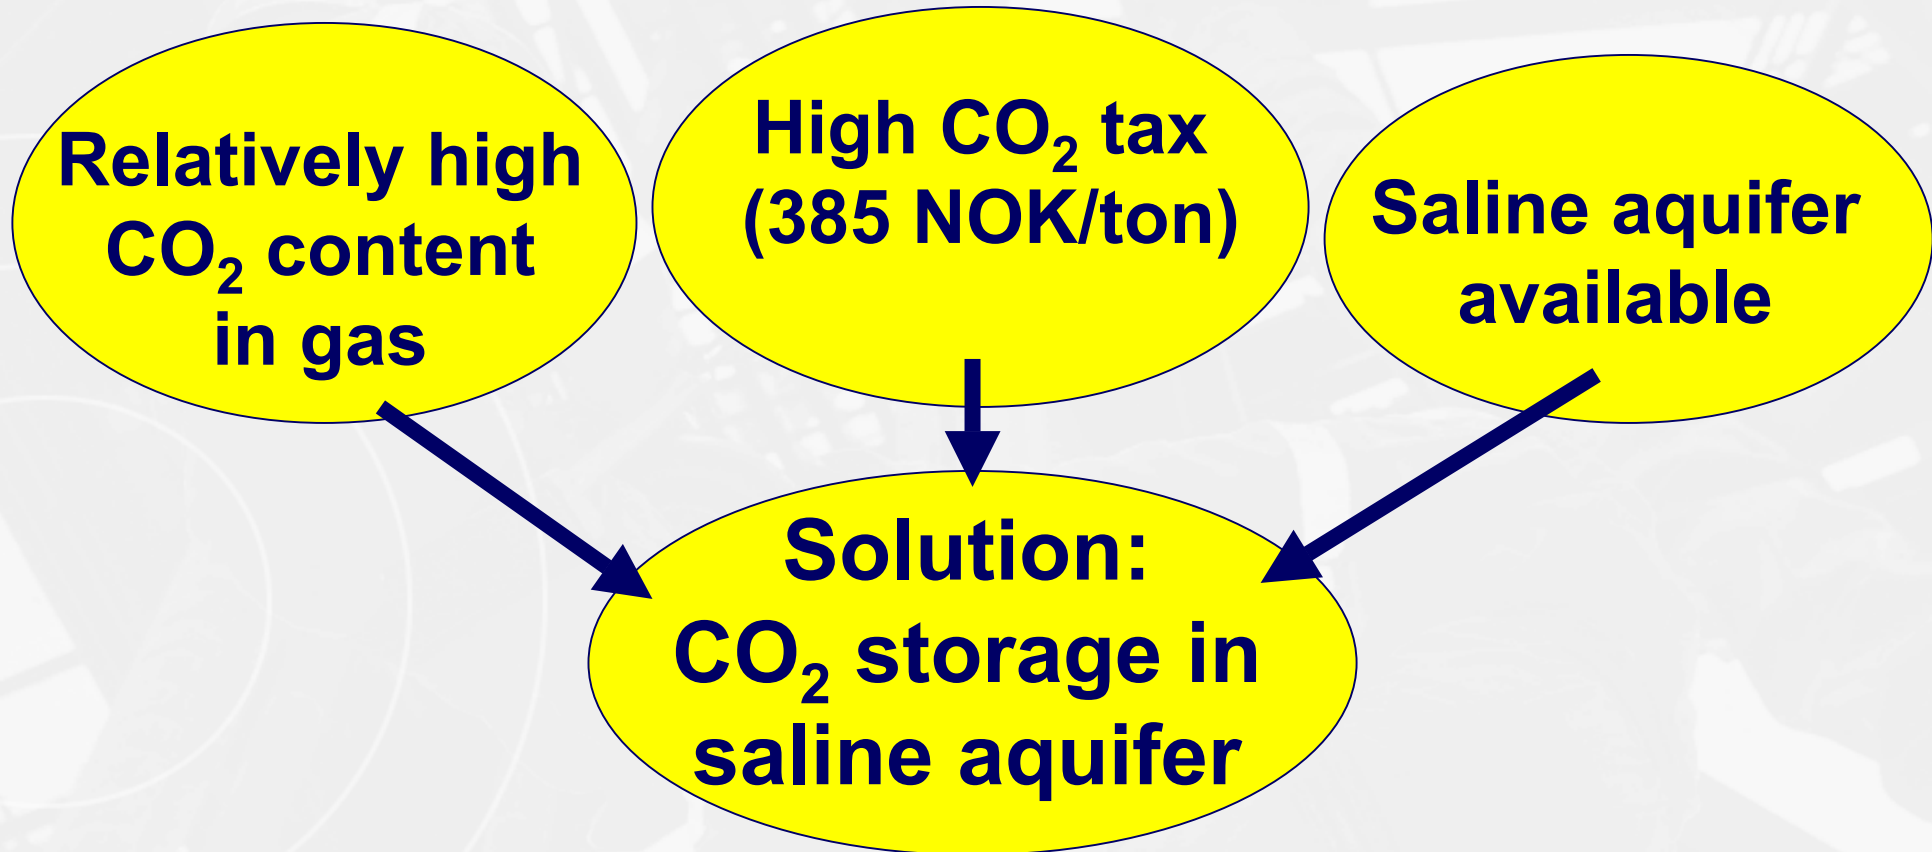 Relatively high
CO₂ content
in gas
High CO₂ tax
(385 NOK/ton)
Saline aquifer
available
Solution:
CO₂ storage in
saline aquifer